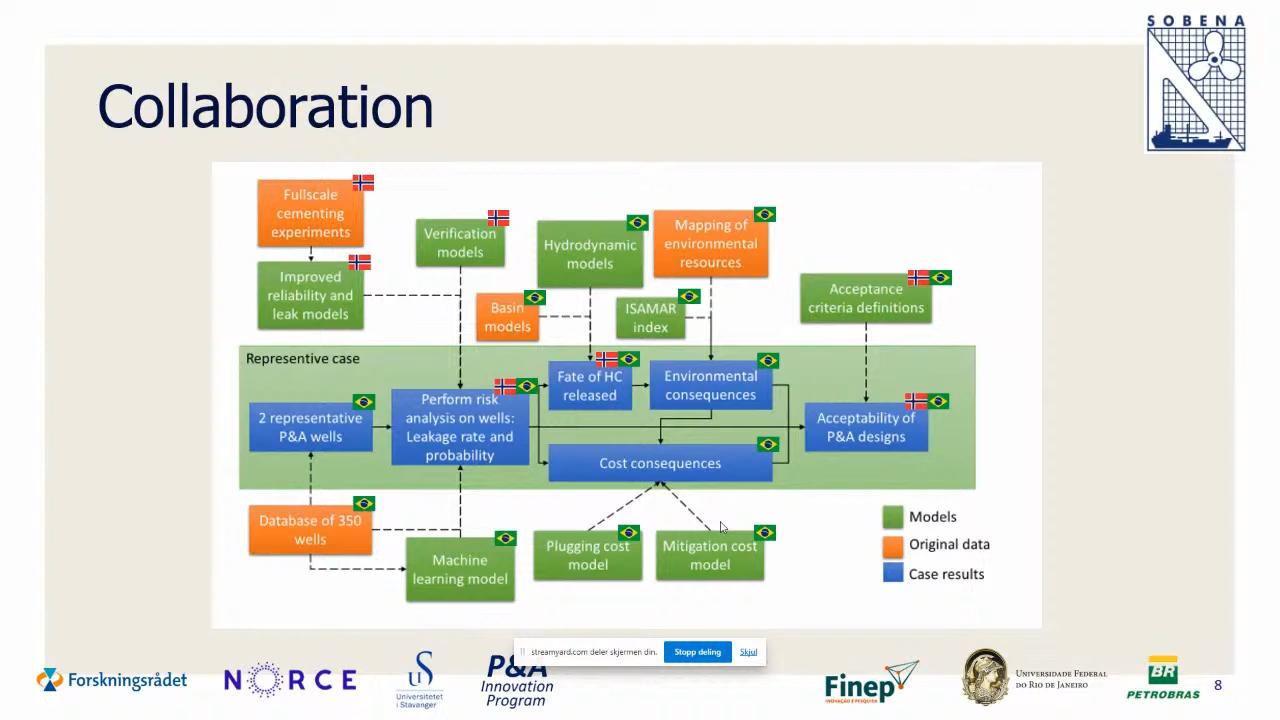 SOBENA
Collaboration
Fullscale
cementing
experiments
Verification
models
Hydrodynamic
models
Mapping of
environmental
resources
Improved
reliability and
leak models
Basin
models
ISAMAR
index
Acceptance
criteria definitions
Representive case
2 representative
P&A wells
Perform risk
analysis on wells:
Leakage rate and
probability
Fate of HC
released
Environmental
consequences
Cost consequences
Acceptability of
P&A designs
Database of 350
wells
Machine
learning model
Plugging cost
model
Mitigation cost
model
Models
Original data
Case results
streamyard.com deler skjermen din.
Stopp deling
Skjul
Forskningsrådet
NORCE
Universitetet
i Stavanger
P&A
Innovation
Program
Finep
INOVAÇÃO E PESQUISA
Universidade Federal
do Rio de Janeiro
BR
PETROBRAS
8